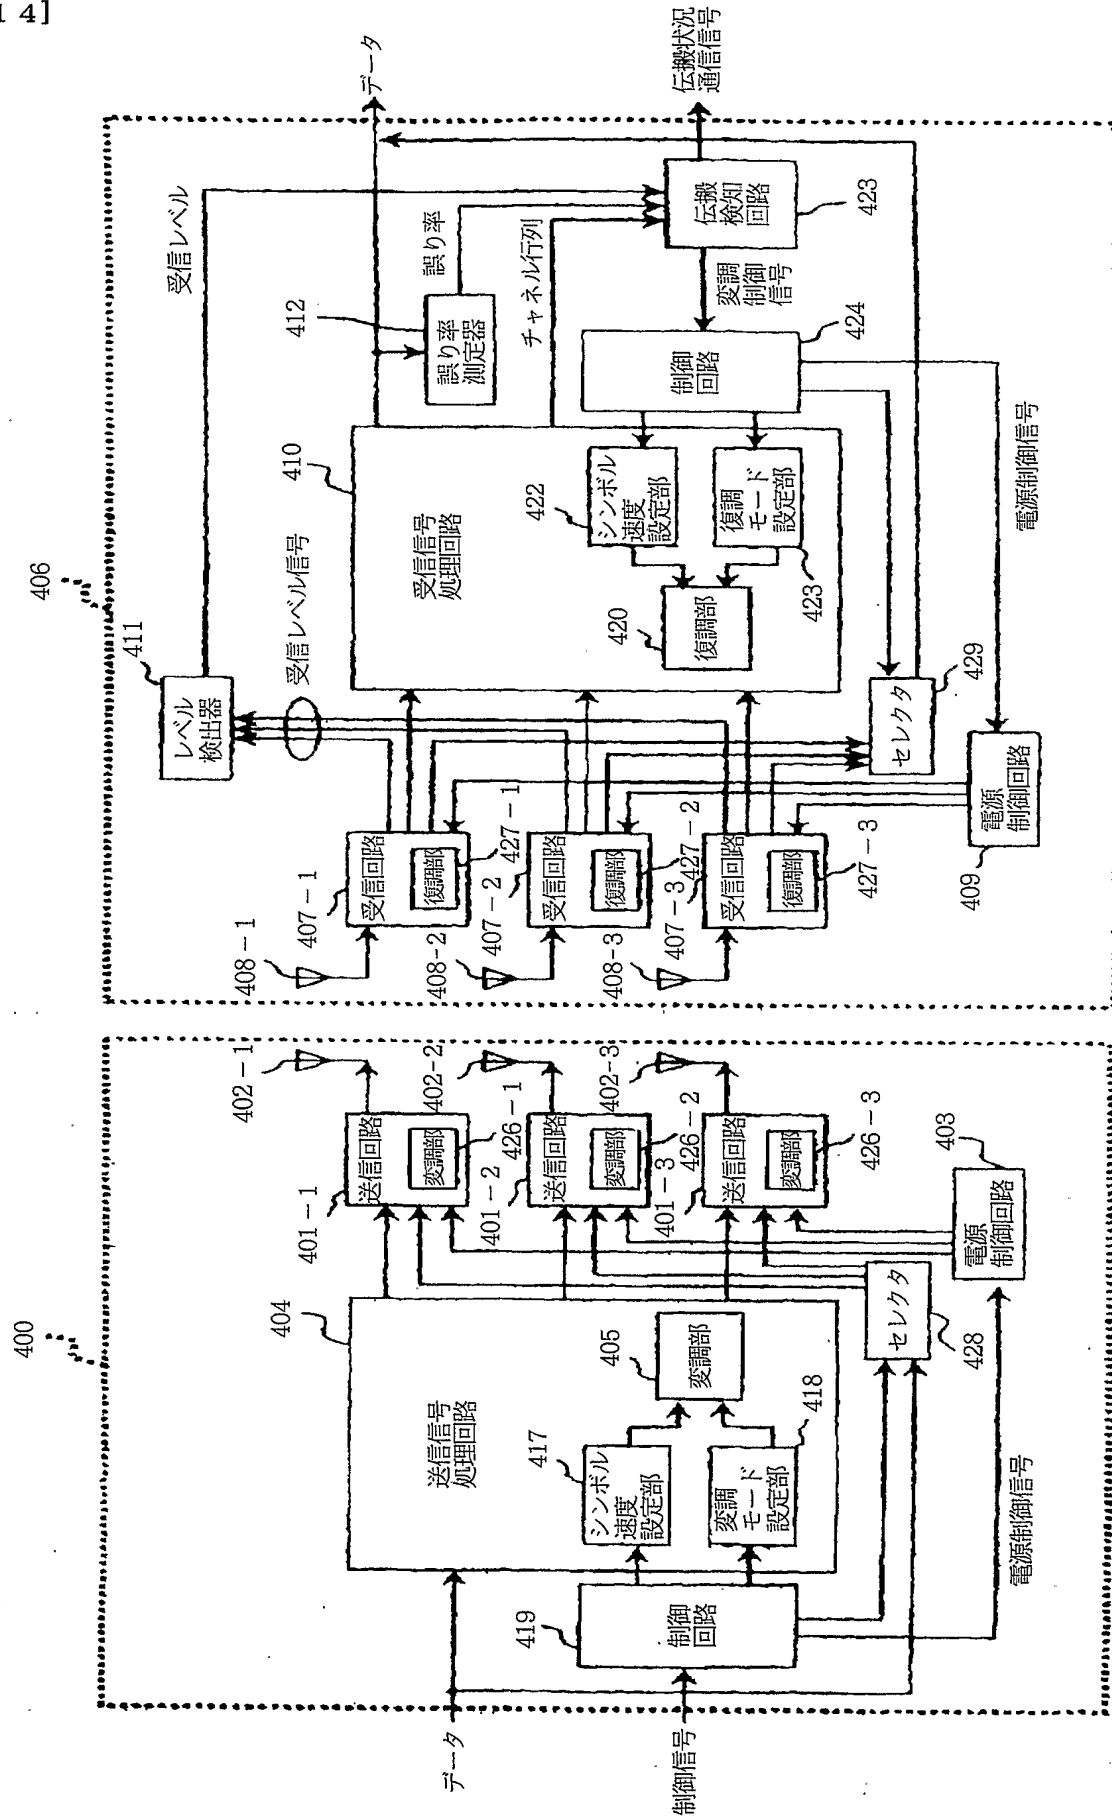 1 4]
400
データ
制御信号
419
制御
回路
404
送信信号
処理回路
417
シンボル
速度
設定部
変調
モード
設定部
418
405
変調部
セレクタ
428
電源制御信号
電源
制御回路
403
401-1
送信回路
変調部
426-1
402-1
401-2
送信回路
変調部
426-2
402-2
401-3
送信回路
変調部
426-3
402-3
406
408-1
407-1
受信回路
復調部
427-1
408-2
407-2
受信回路
復調部
427-2
408-3
407-3
受信回路
復調部
427-3
411
レベル
検出器
受信レベル信号
受信レベル
410
受信信号
処理回路
420
復調部
422
シンボル
速度
設定部
復調
モード
設定部
423
412
誤り率
測定器
誤り率
チャネル行列
制御
回路
424
変調
制御
信号
伝搬
検知
回路
423
セレクタ
429
電源
制御回路
409
電源制御信号
データ
伝搬状況
通信信号